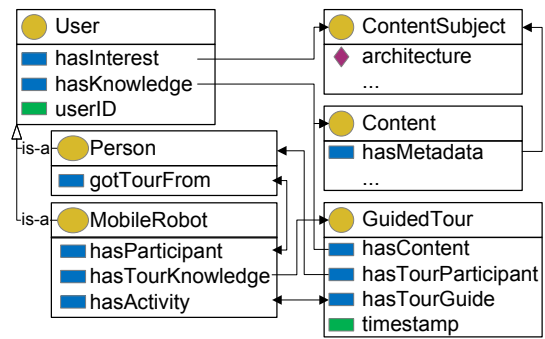 User
hasInterest
hasKnowledge
userID
ContentSubject
architecture
...
Content
hasMetadata
...
is-a
Person
gotTourFrom
is-a
MobileRobot
hasParticipant
hasTourKnowledge
hasActivity
GuidedTour
hasContent
hasTourParticipant
hasTourGuide
timestamp